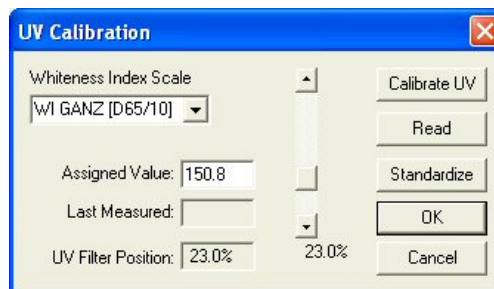 UV Calibration
Whiteness Index Scale
WI GANZ [D65/10]
Assigned Value: 150.8
Last Measured:
UV Filter Position: 23.0%
23.0%
Calibrate UV
Read
Standardize
OK
Cancel